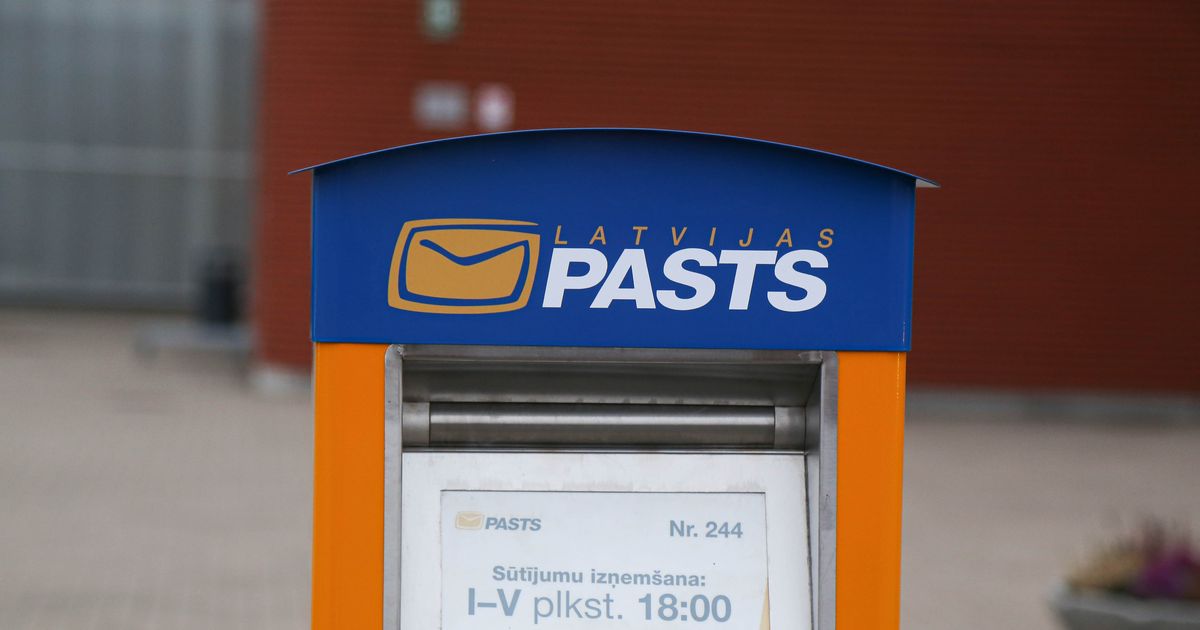 LATVIJAS
PASTS
PASTS
Nr. 244
Sūtījumu izņemšana:
I–V plkst. 18:00